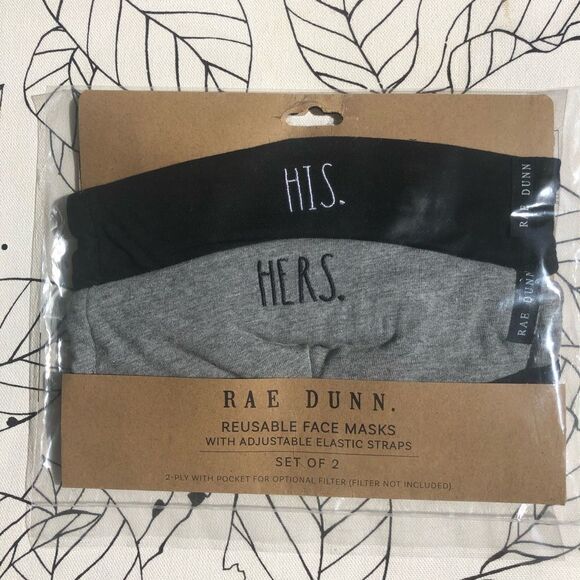 HIS.
RAE DUNN
HERS.
RAE DUNN
RAE DUNN.
REUSABLE FACE MASKS
WITH ADJUSTABLE ELASTIC STRAPS
SET OF 2
2-PLY WITH POCKET FOR OPTIONAL FILTER (FILTER NOT INCLUDED).